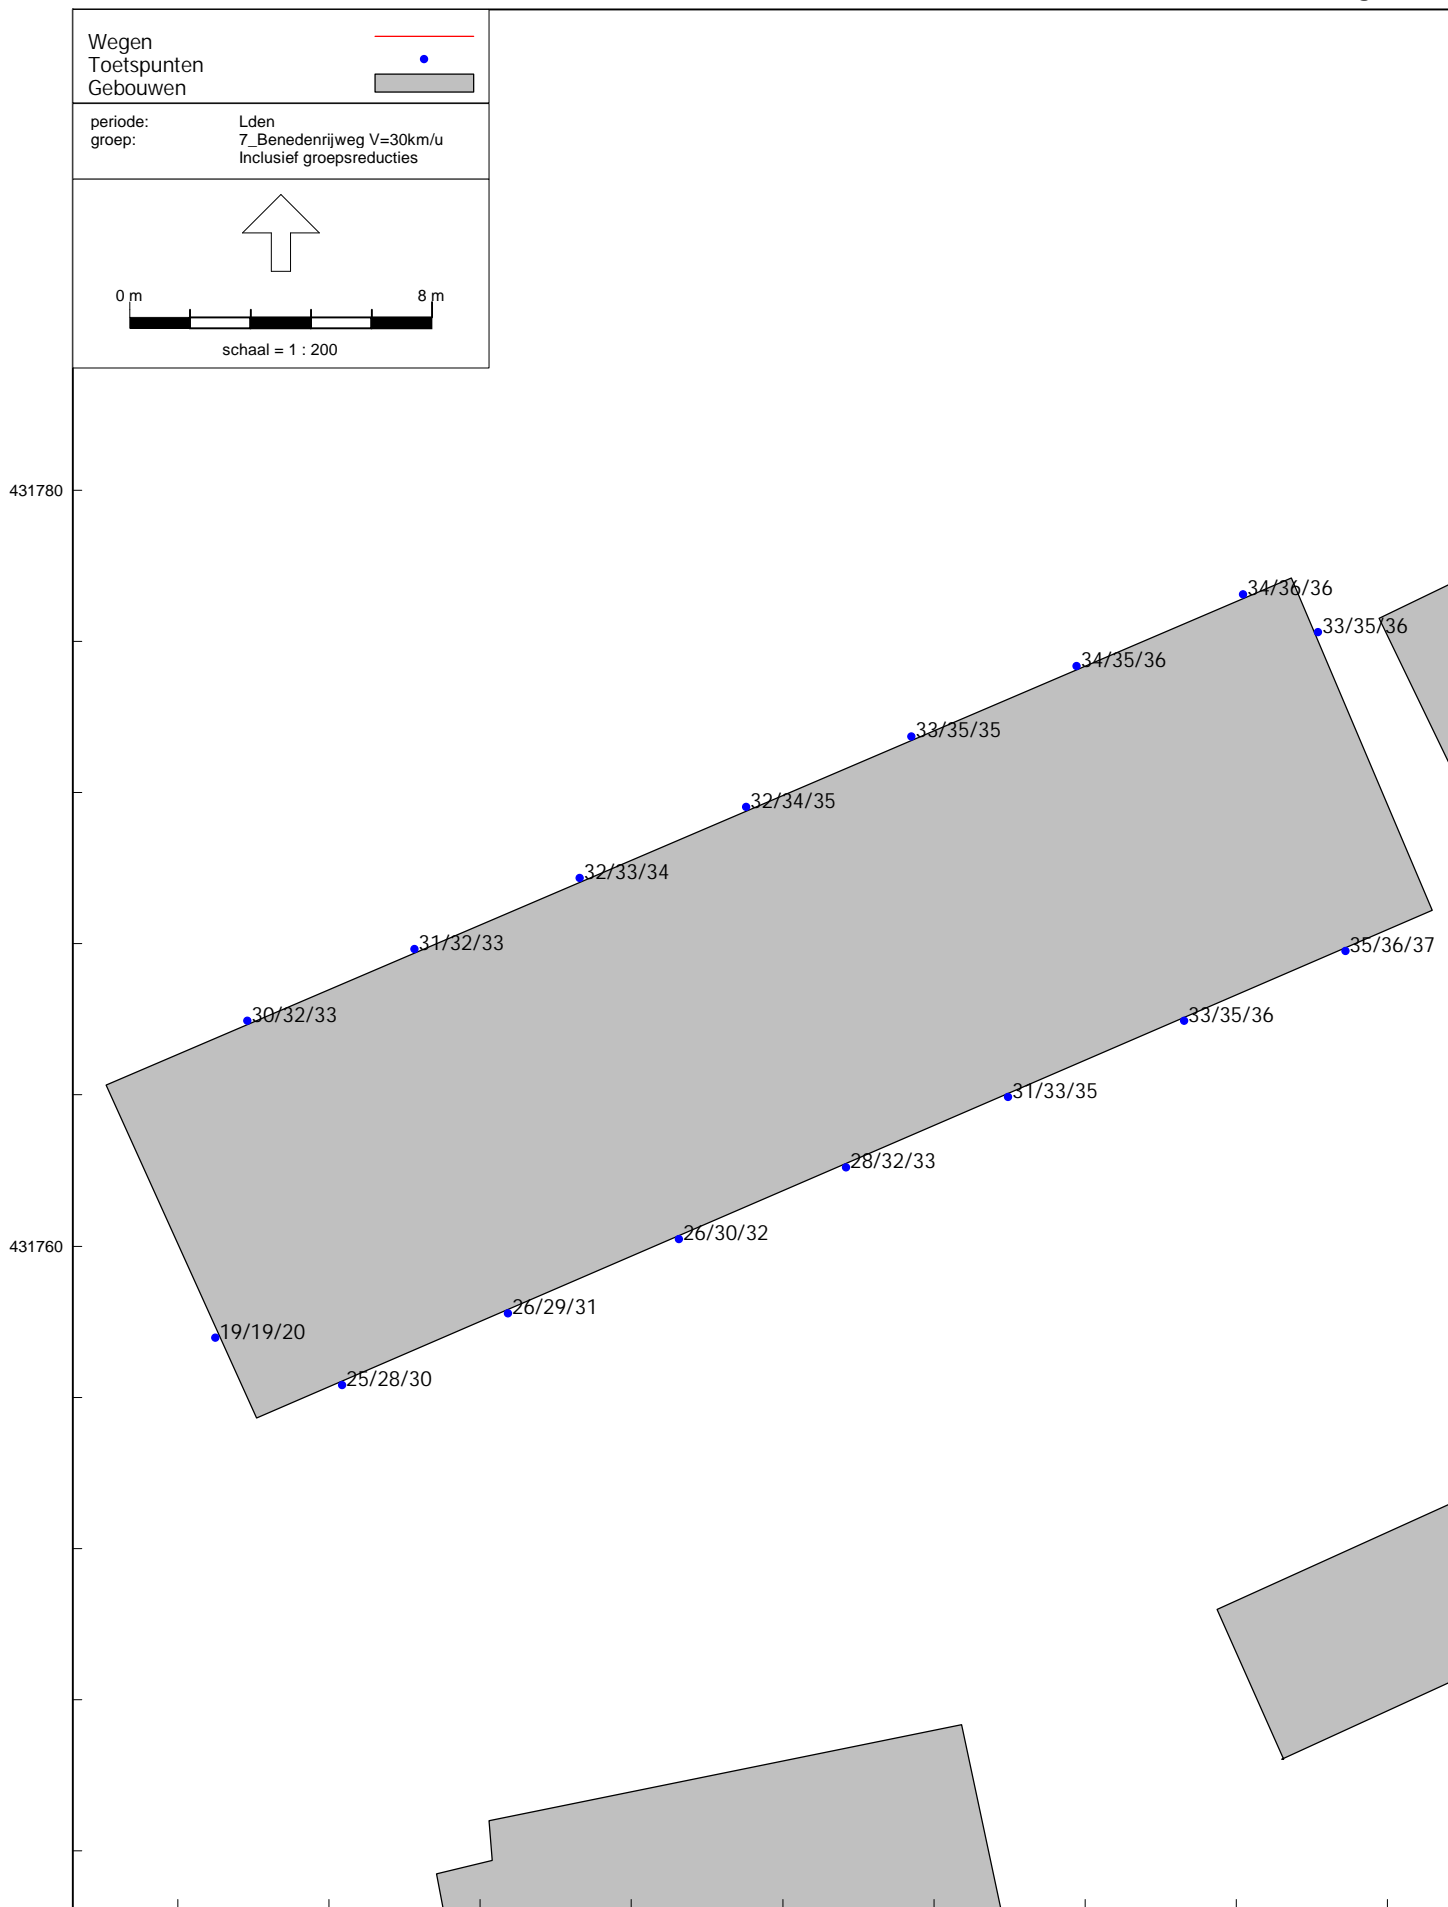 Wegen
Toetspunten
Gebouwen
periode: Lden
groep: 7_Benedenrijweg V=30km/u
Inclusief groepsreducties
0 m 8 m
schaal = 1 : 200
431780
34/36/36
33/35/36
34/35/36
33/35/35
32/34/35
32/33/34
31/32/33
35/36/37
30/32/33
33/35/36
31/33/35
28/32/33
26/30/32
431760
26/29/31
19/19/20
25/28/30